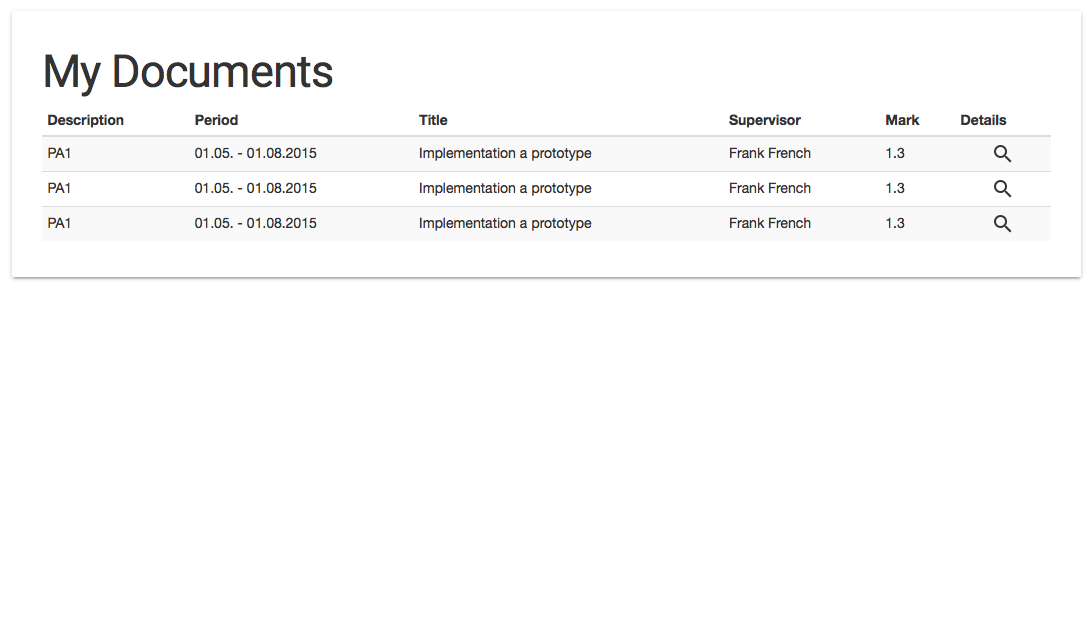 My Documents
Description Period Title Supervisor Mark Details
PA1 01.05. - 01.08.2015 Implementation a prototype Frank French 1.3
PA1 01.05. - 01.08.2015 Implementation a prototype Frank French 1.3
PA1 01.05. - 01.08.2015 Implementation a prototype Frank French 1.3